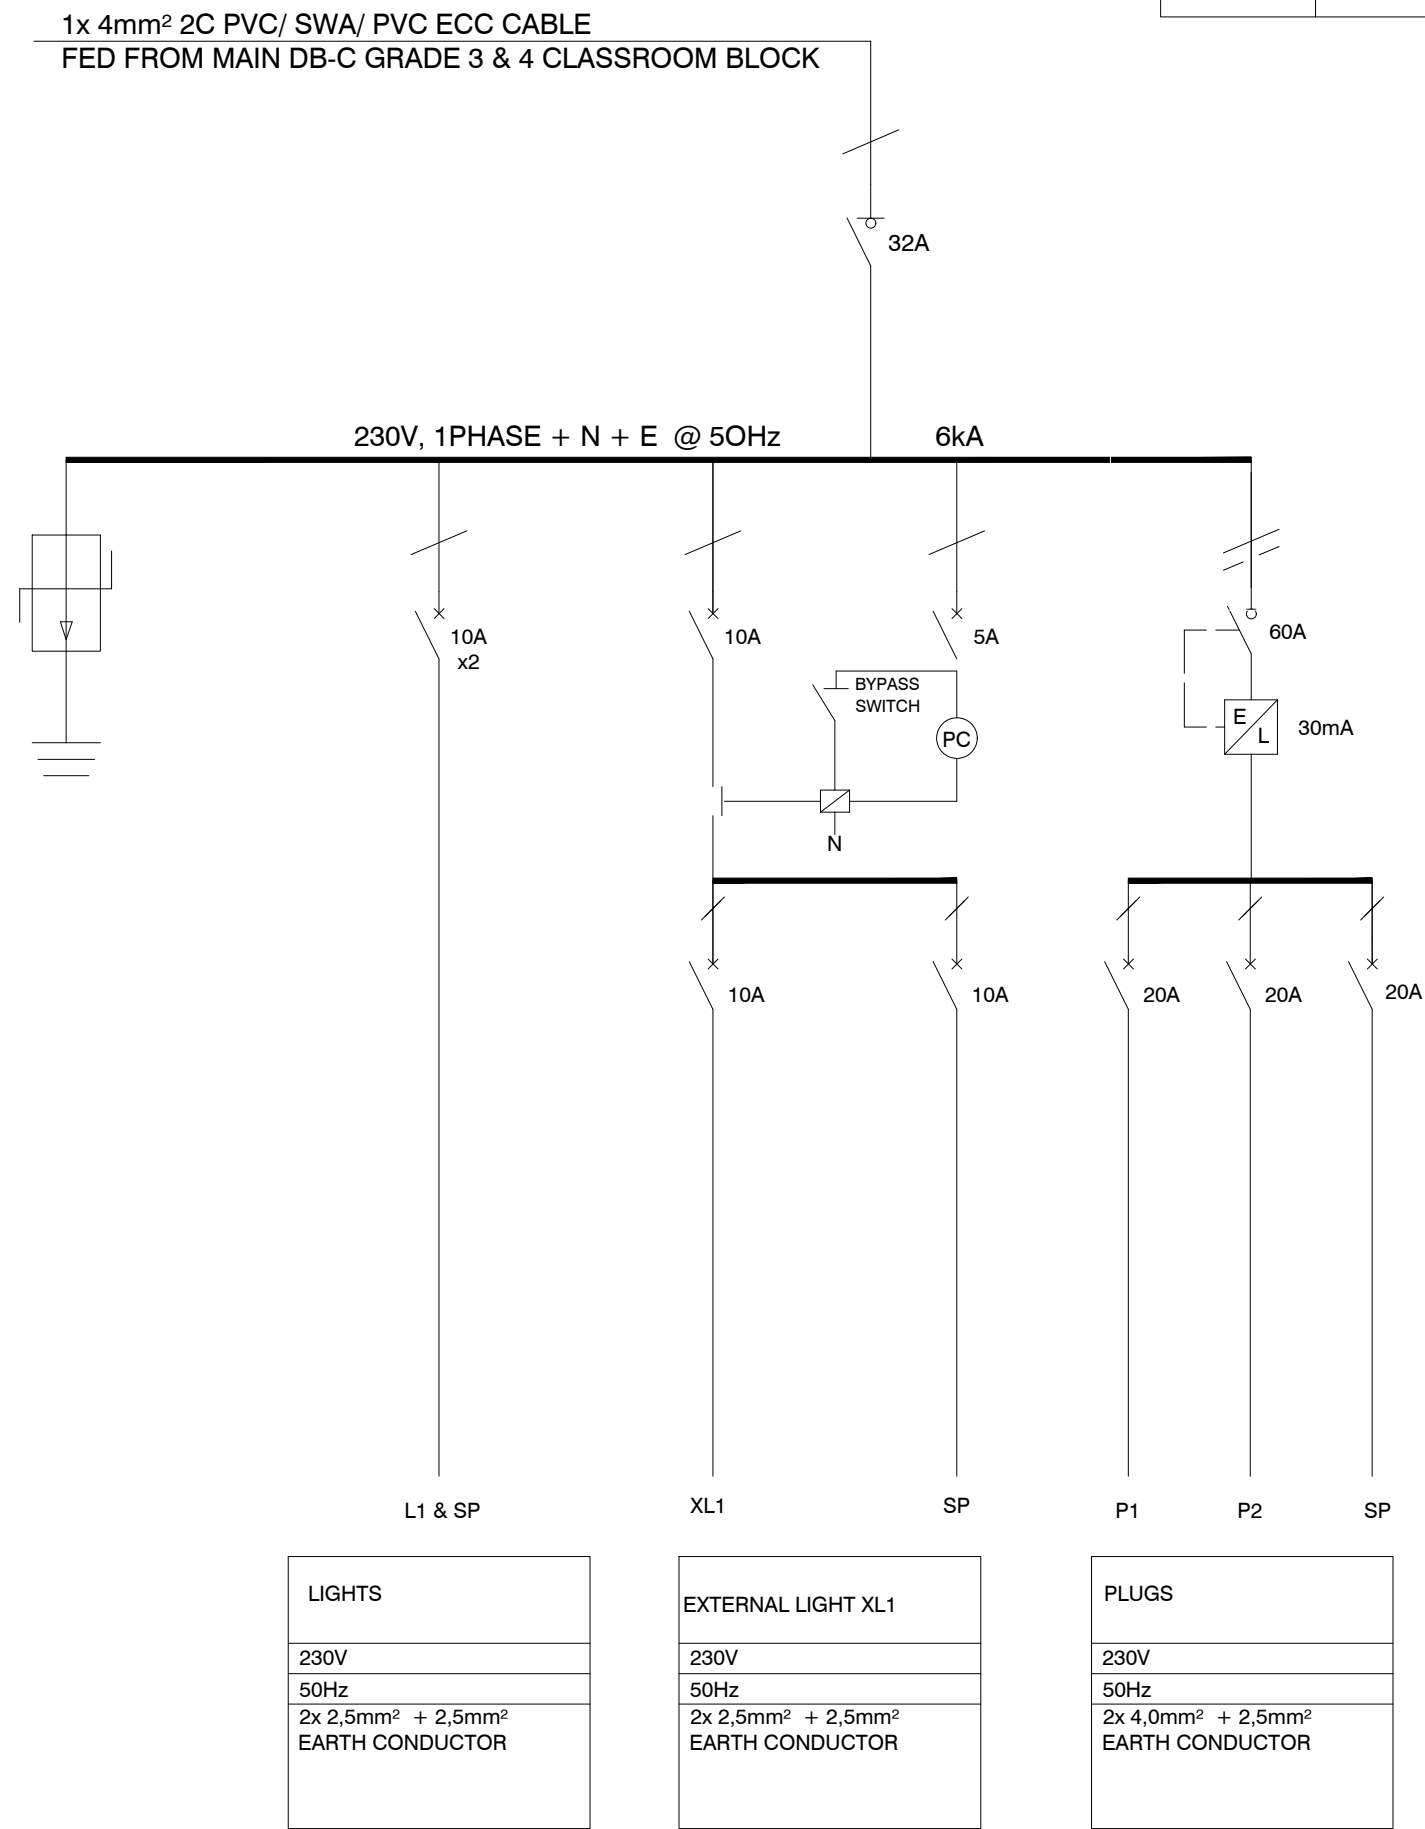 1x 4mm² 2C PVC/ SWA/ PVC ECC CABLE
FED FROM MAIN DB-C GRADE 3 & 4 CLASSROOM BLOCK
32A
230V, 1PHASE + N + E @ 5OHz
6kA
10A
x2
10A
5A
60A
BYPASS
SWITCH
PC
E
L
30mA
N
10A
10A
20A
20A
20A
L1 & SP
XL1
SP
P1
P2
SP
LIGHTS
230V
50Hz
2x 2,5mm² + 2,5mm²
EARTH CONDUCTOR
EXTERNAL LIGHT XL1
230V
50Hz
2x 2,5mm² + 2,5mm²
EARTH CONDUCTOR
PLUGS
230V
50Hz
2x 4,0mm² + 2,5mm²
EARTH CONDUCTOR